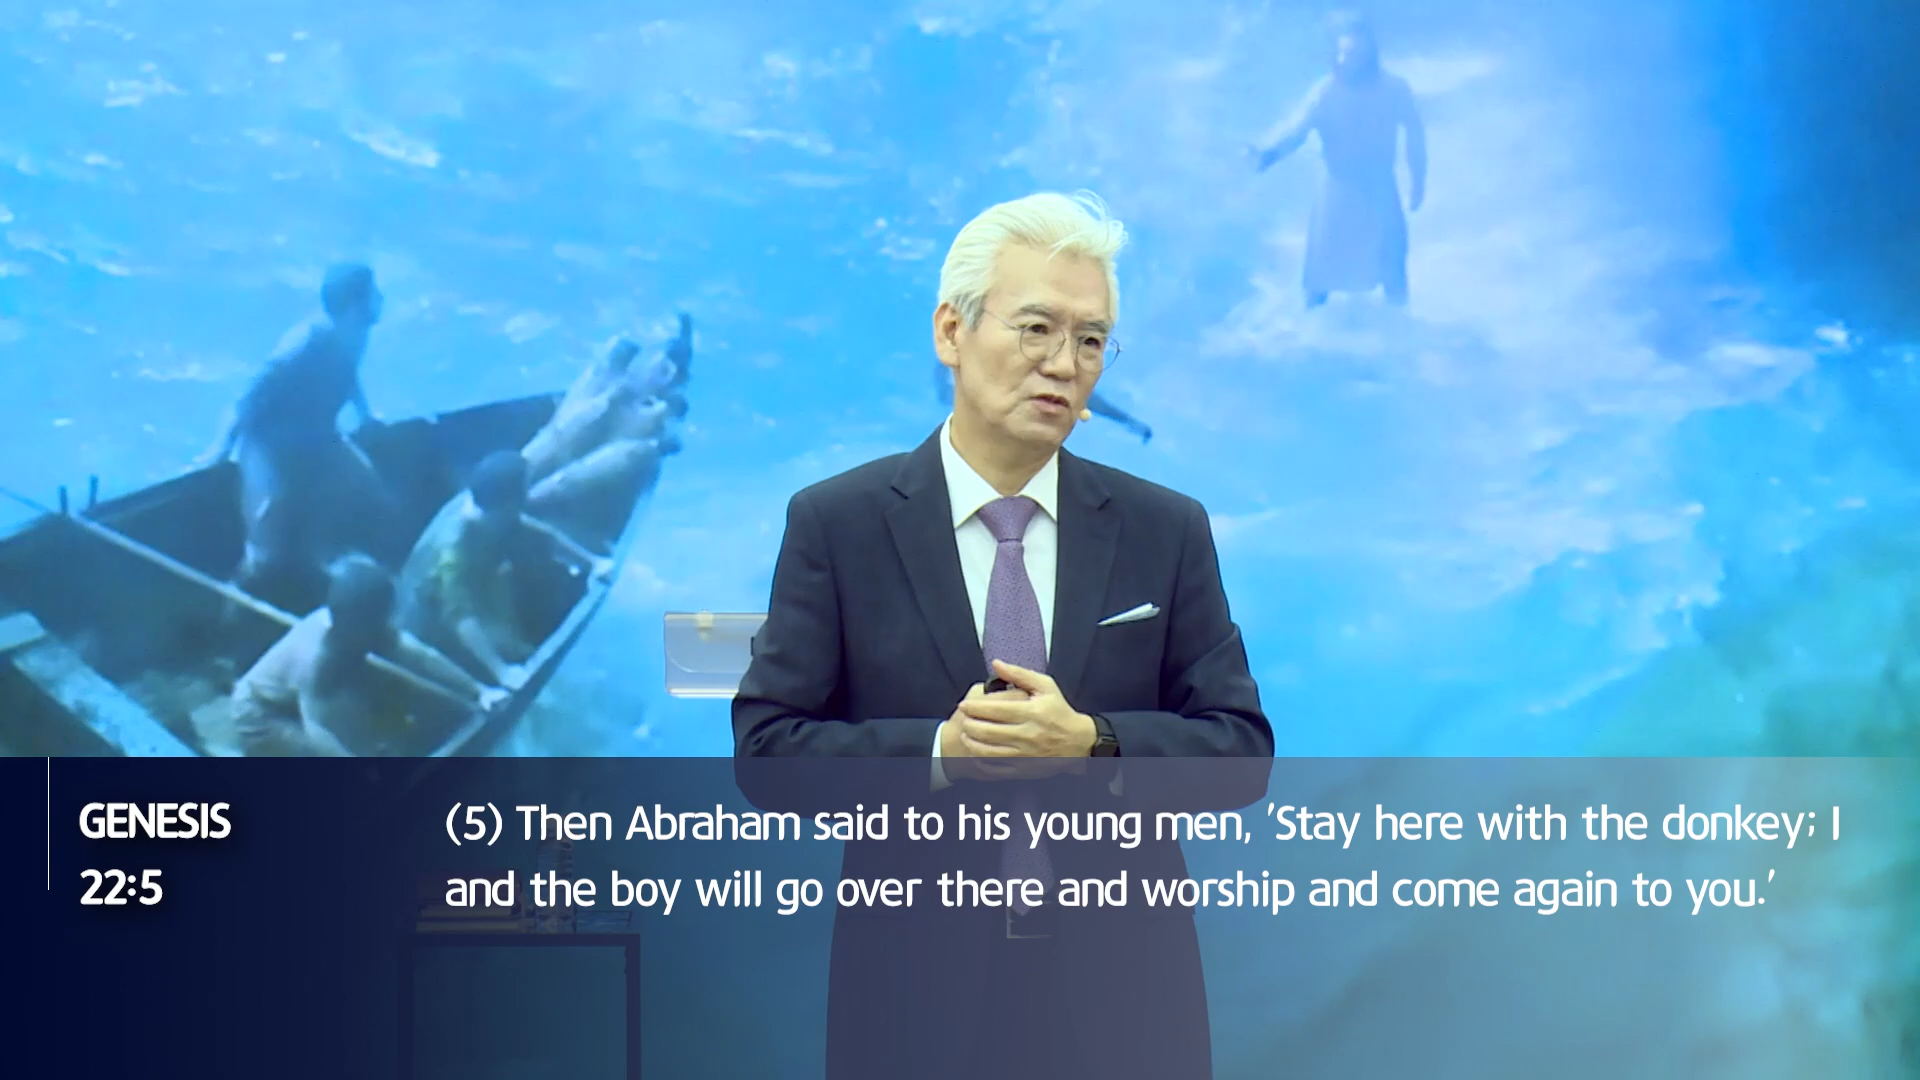 GENESIS
22:5
(5) Then Abraham said to his young men, 'Stay here with the donkey; I
and the boy will go over there and worship and come again to you.'